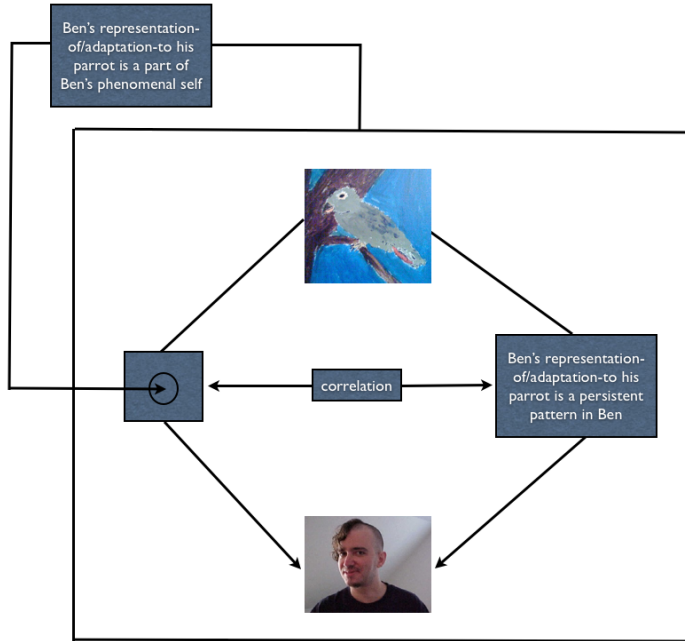 Ben's representation-
of/adaptation-to his
parrot is a part of
Ben's phenomenal self
correlation
Ben's representation-
of/adaptation-to his
parrot is a persistent
pattern in Ben